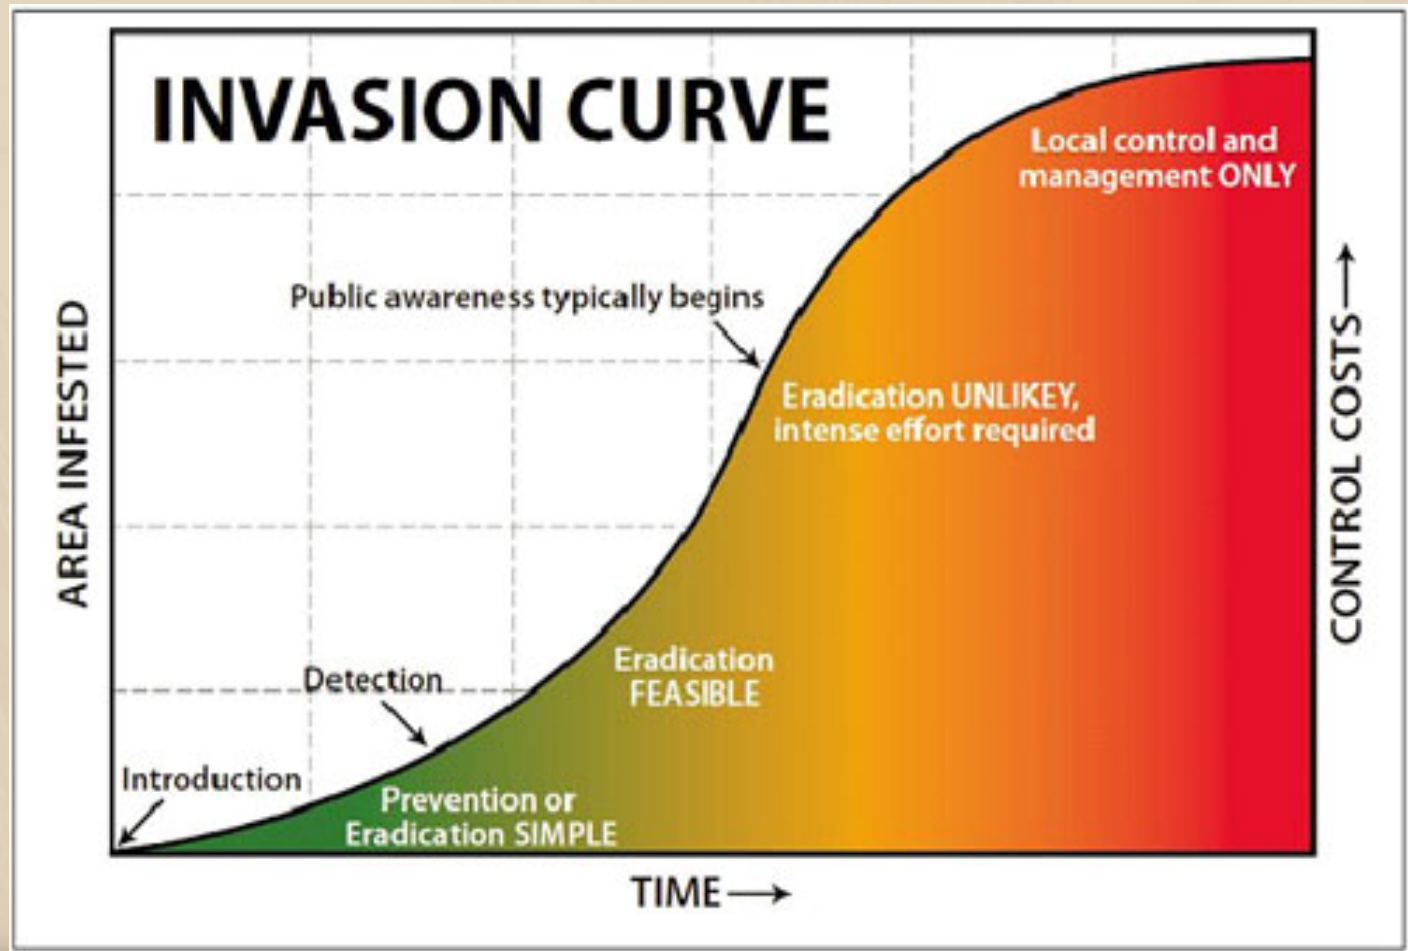 INVASION CURVE
Local control and
management ONLY
Public awareness typically begins
Eradication UNLIKEY,
intense effort required
Eradication
FEASIBLE
Detection
Introduction
Prevention or
Eradication SIMPLE
AREA INFESTED
CONTROL COSTS
TIME